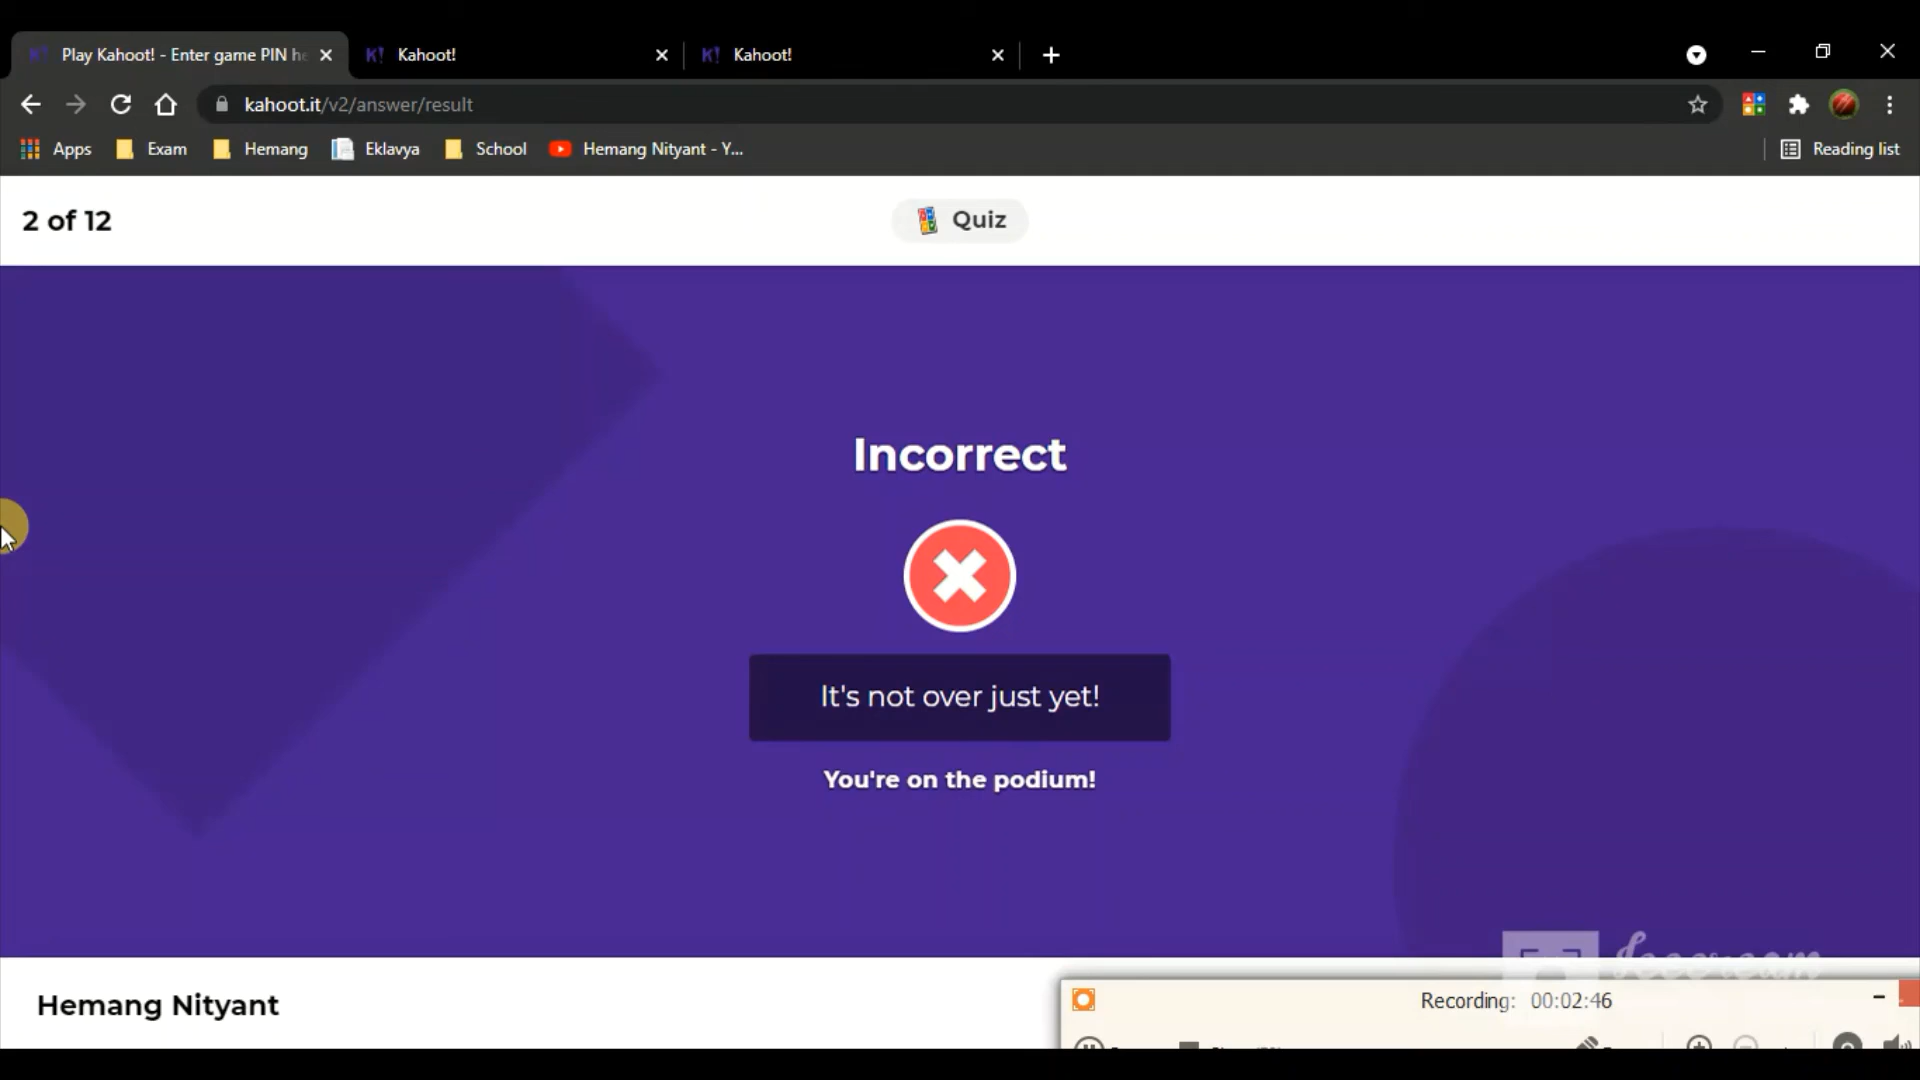 Play Kahoot! - Enter game PIN he
Kahoot!
Kahoot!
kahoot.it/v2/answer/result
Apps
Exam
Hemang
Eklavya
School
Hemang Nityant - Y...
Reading list
2 of 12
Quiz
Incorrect
It's not over just yet!
You're on the podium!
Icecream
Hemang Nityant
Recording: 00:02:46